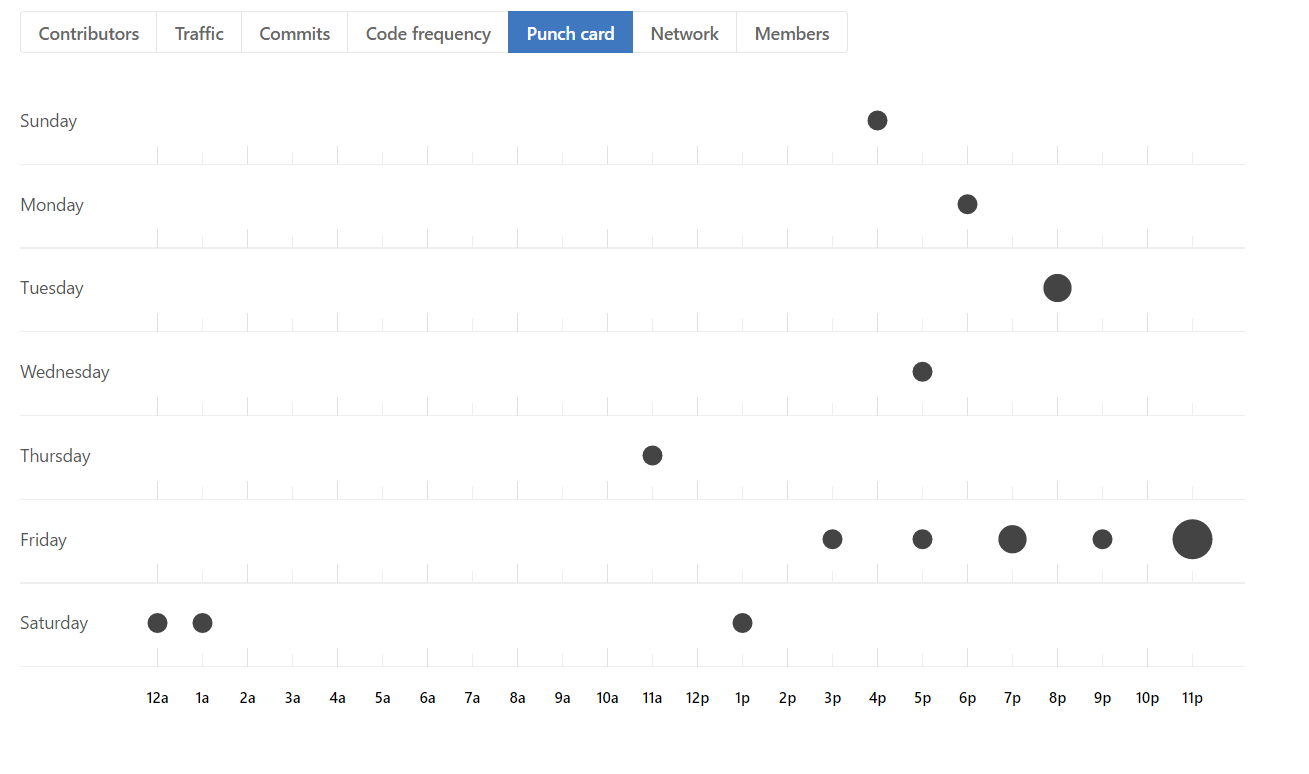 Contributors Traffic Commits Code frequency Punch card Network Members
Sunday
Monday
Tuesday
Wednesday
Thursday
Friday
Saturday
12a 1a 2a 3a 4a 5a 6a 7a 8a 9a 10a 11a 12p 1p 2p 3p 4p 5p 6p 7p 8p 9p 10p 11p